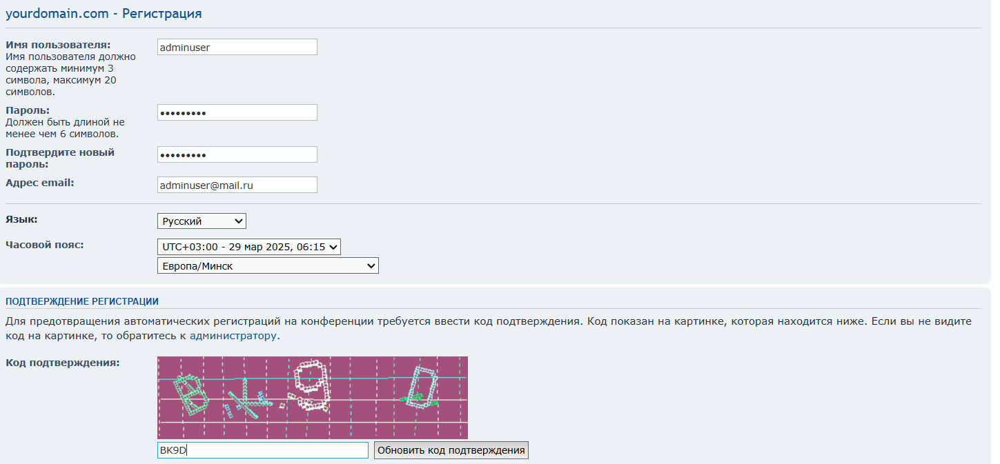 yourdomain.com - Регистрация
Имя пользователя:
adminuser
Имя пользователя должно
содержать минимум 3
символа, максимум 20
символов.
Пароль:
•••••••••
Должен быть длиной не
менее чем 6 символов.
Подтвердите новый
пароль:
•••••••••
Адрес email:
adminuser@mail.ru
Язык:
Русский
Часовой пояс:
UTC+03:00 - 29 мар 2025, 06:15
Европа/Минск
ПОДТВЕРЖДЕНИЕ РЕГИСТРАЦИИ
Для предотвращения автоматических регистраций на конференции требуется ввести код подтверждения. Код показан на картинке, которая находится ниже. Если вы не видите
код на картинке, то обратитесь к администратору.
Код подтверждения:
BK9D
Обновить код подтверждения